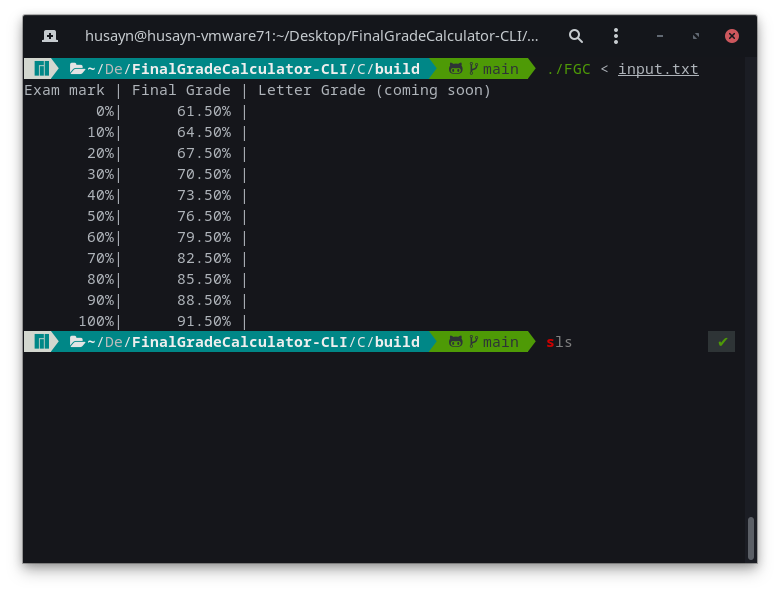 husayn@husayn-vmware71:~/Desktop/FinalGradeCalculator-CLI/...
~/De/FinalGradeCalculator-CLI/C/build main ./FGC < input.txt
Exam mark | Final Grade | Letter Grade (coming soon)
0%| 61.50% |
10%| 64.50% |
20%| 67.50% |
30%| 70.50% |
40%| 73.50% |
50%| 76.50% |
60%| 79.50% |
70%| 82.50% |
80%| 85.50% |
90%| 88.50% |
100%| 91.50% |
~/De/FinalGradeCalculator-CLI/C/build main sls ✔